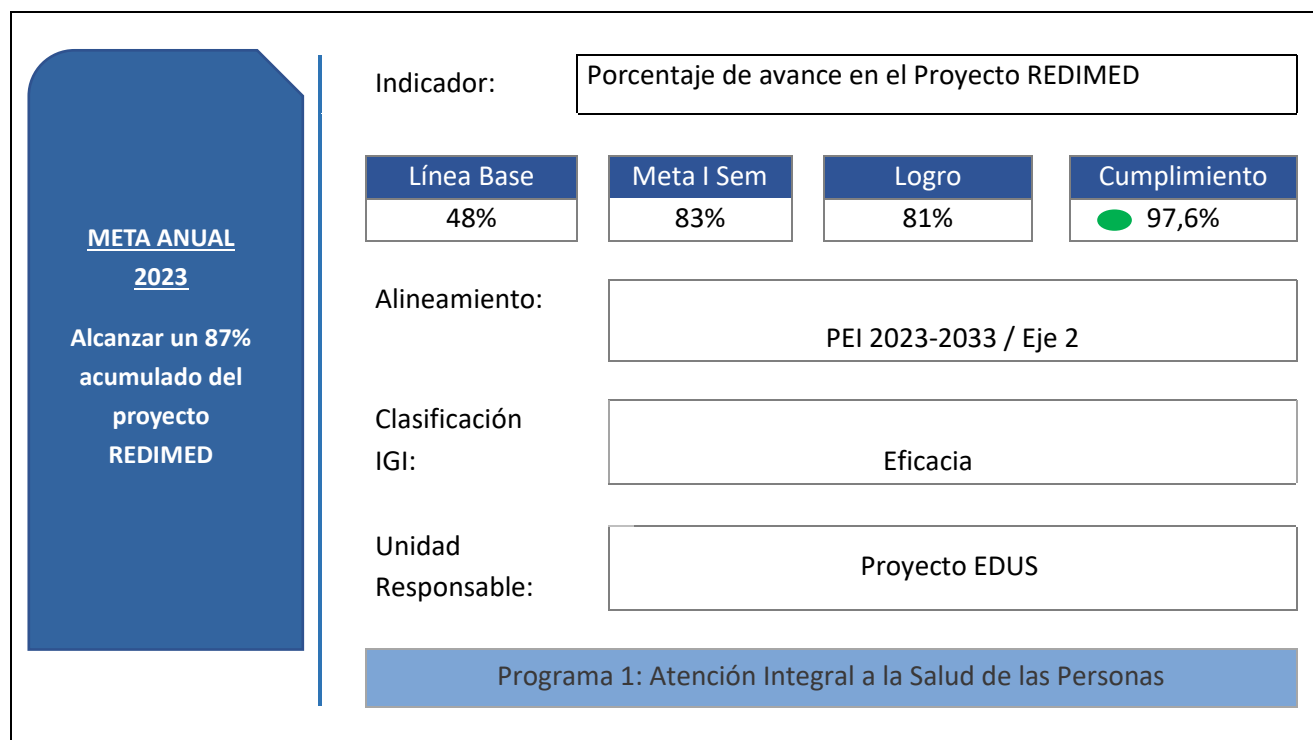 META ANUAL
2023
Alcanzar un 87%
acumulado del
proyecto
REDIMED
Indicador:
Porcentaje de avance en el Proyecto REDIMED
Línea Base
Meta I Sem
Logro
Cumplimiento
48%
83%
81%
97,6%
Alineamiento:
PEI 2023-2033 / Eje 2
Clasificación
IGI:
Eficacia
Unidad
Responsable:
Proyecto EDUS
Programa 1: Atención Integral a la Salud de las Personas